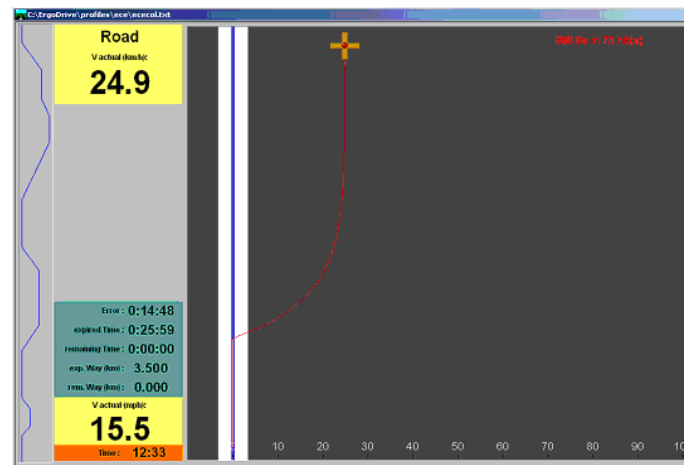 C:\ErgoDrive\profiles\ece\ececol.txt
Road
V actual (km/h)c
24.9
Error : 0:14:48
expired Time : 0:25:59
remaining Time : 0:00:00
exp. Way (km) : 3.500
rem. Way (km) : 0.000
V actual (mph)c
15.5
Time : 12:33
10 20 30 40 50 60 70 80 90 100